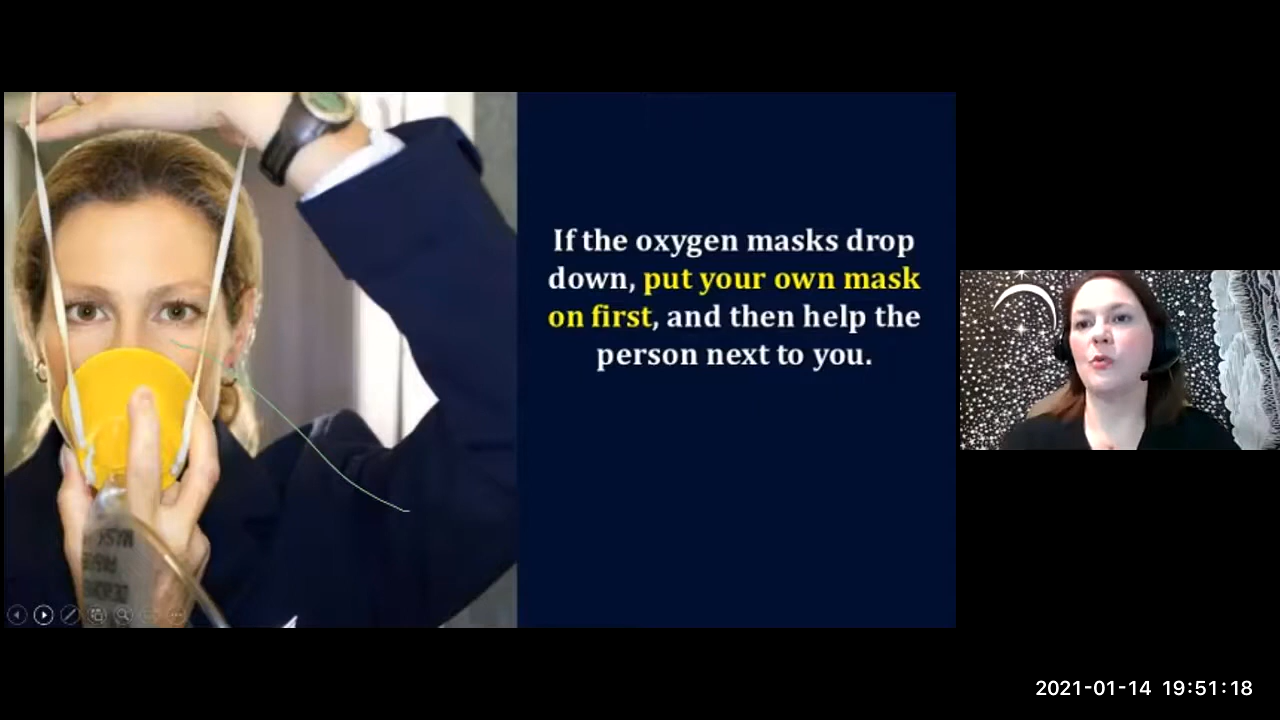 If the oxygen masks drop
down, put your own mask
on first, and then help the
person next to you.
MASK
2021-01-14 19:51:18